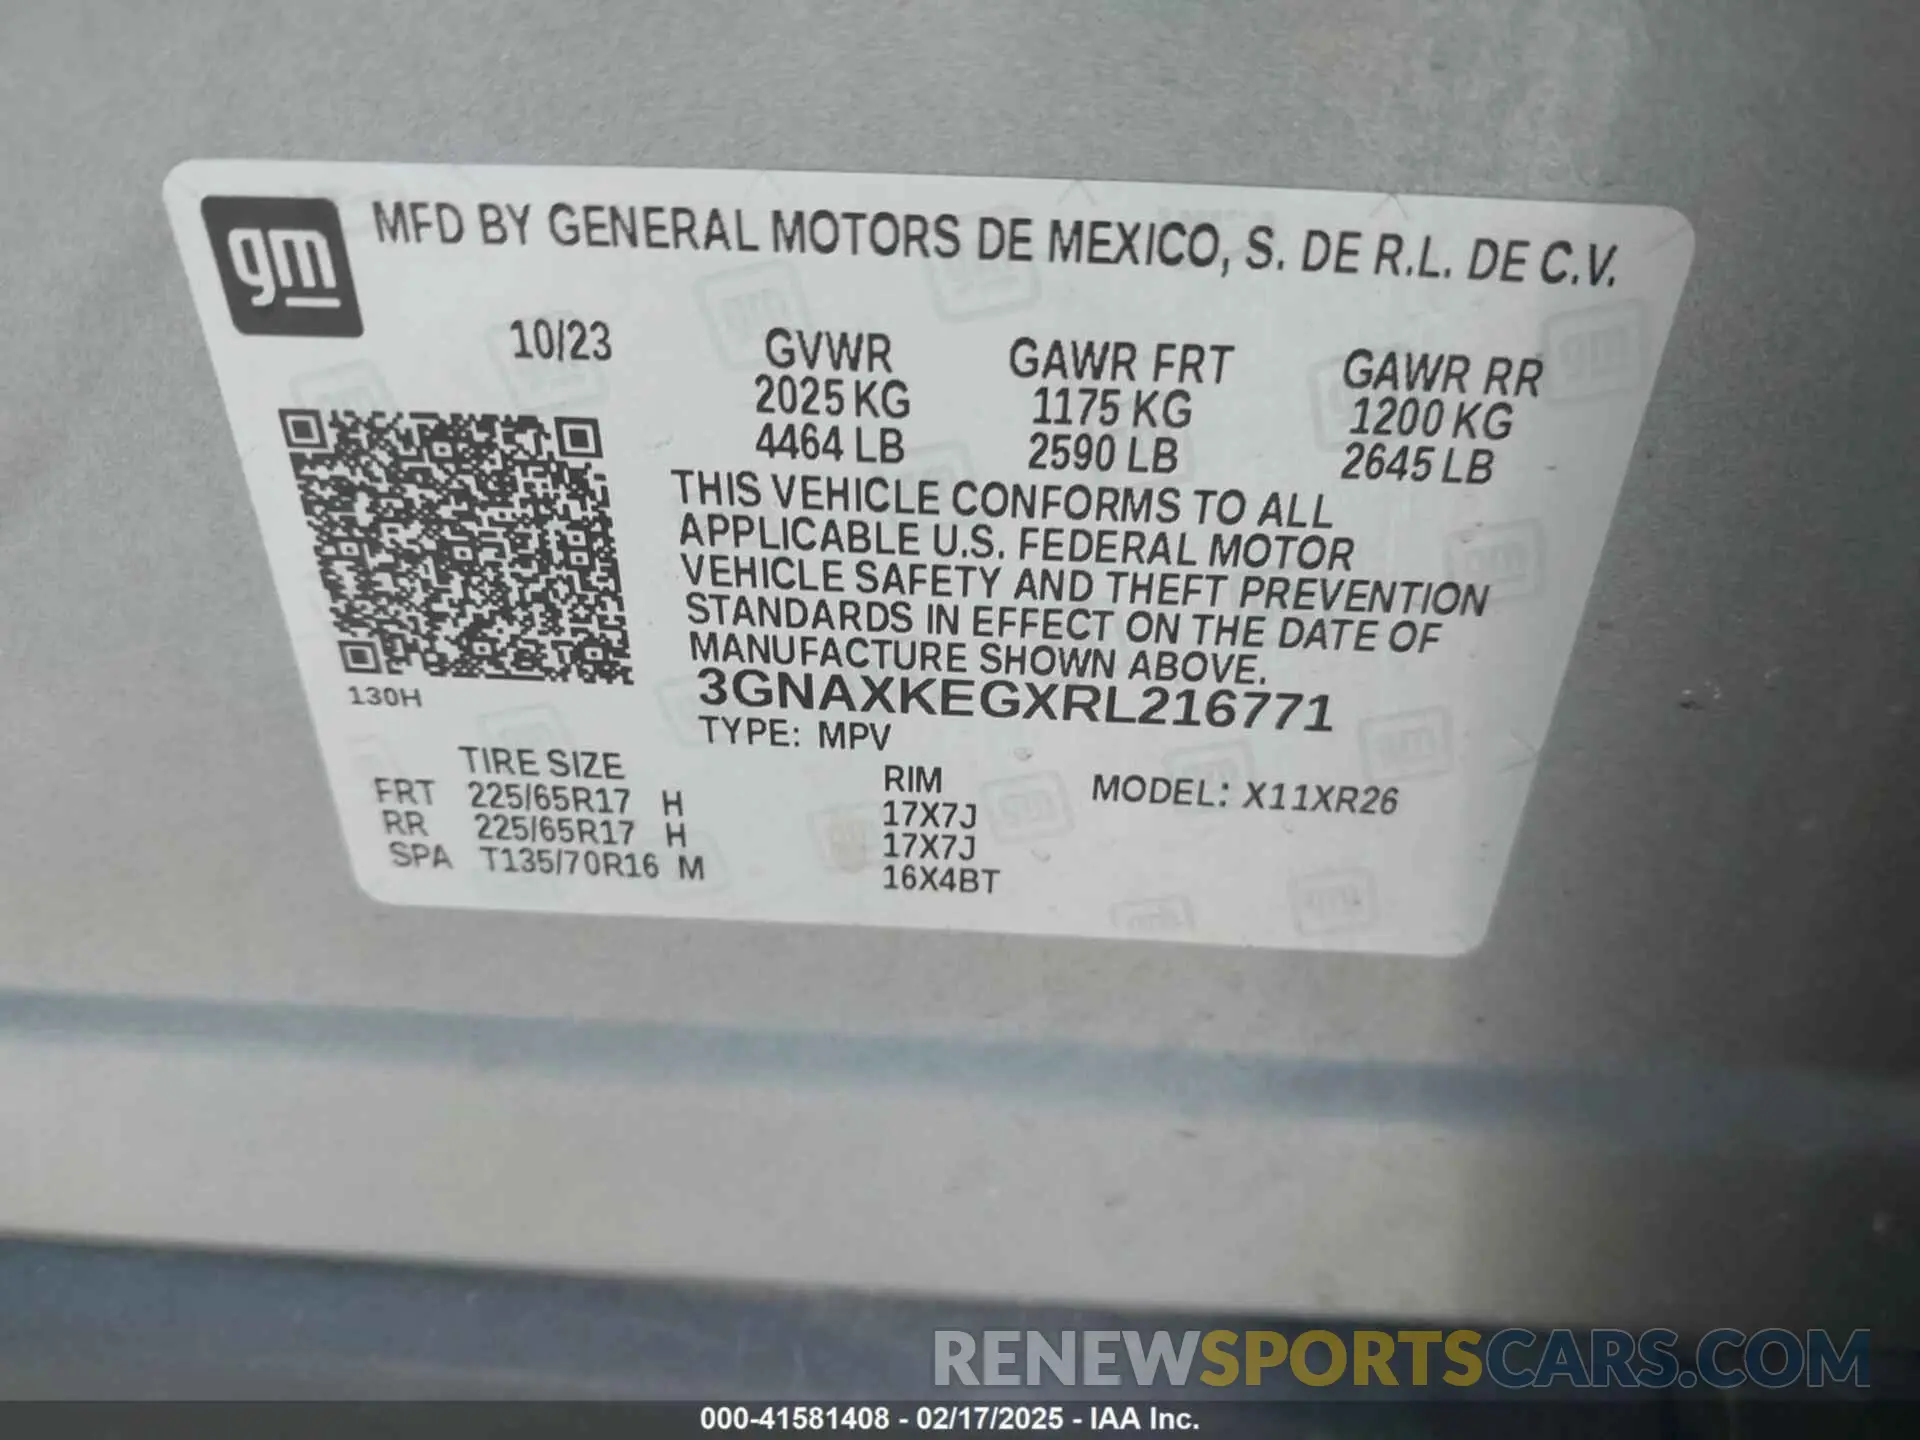 gm
MFD BY GENERAL MOTORS DE MEXICO, S. DE R.L. DE C.V.
10/23 GVWR GAWR FRT GAWR RR
2025 KG 1175 KG 1200 KG
4464 LB 2590 LB 2645 LB
THIS VEHICLE CONFORMS TO ALL
APPLICABLE U.S. FEDERAL MOTOR
VEHICLE SAFETY AND THEFT PREVENTION
STANDARDS IN EFFECT ON THE DATE OF
MANUFACTURE SHOWN ABOVE.
3GNAXKEGXRL216771
130H
TYPE: MPV
TIRE SIZE RIM MODEL: X11XR26
FRT 225/65R17 H 17X7J
RR 225/65R17 H 17X7J
SPA T135/70R16 M 16X4BT
RENEWSPORTSCARS.COM
000-41581408 - 02/17/2025 - IAA Inc.